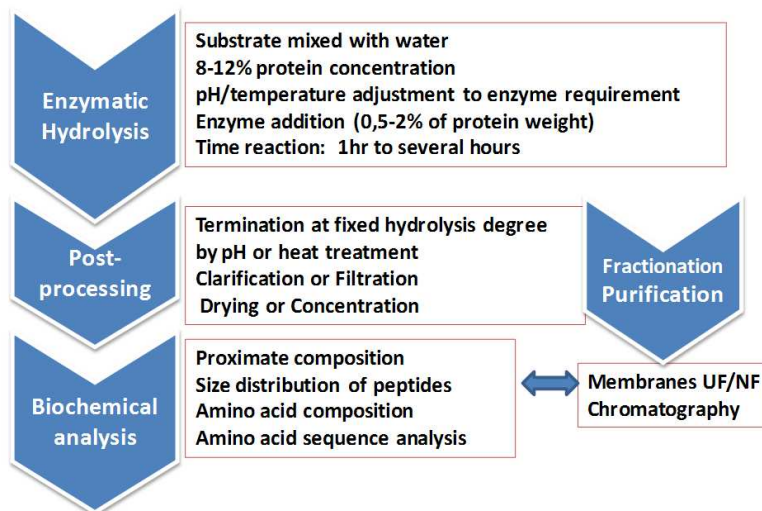 Enzymatic
Hydrolysis
Substrate mixed with water
8-12% protein concentration
pH/temperature adjustment to enzyme requirement
Enzyme addition (0,5-2% of protein weight)
Time reaction: 1hr to several hours
Post-
processing
Termination at fixed hydrolysis degree
by pH or heat treatment
Clarification or Filtration
Drying or Concentration
Fractionation
Purification
Biochemical
analysis
Proximate composition
Size distribution of peptides
Amino acid composition
Amino acid sequence analysis
Membranes UF/NF
Chromatography